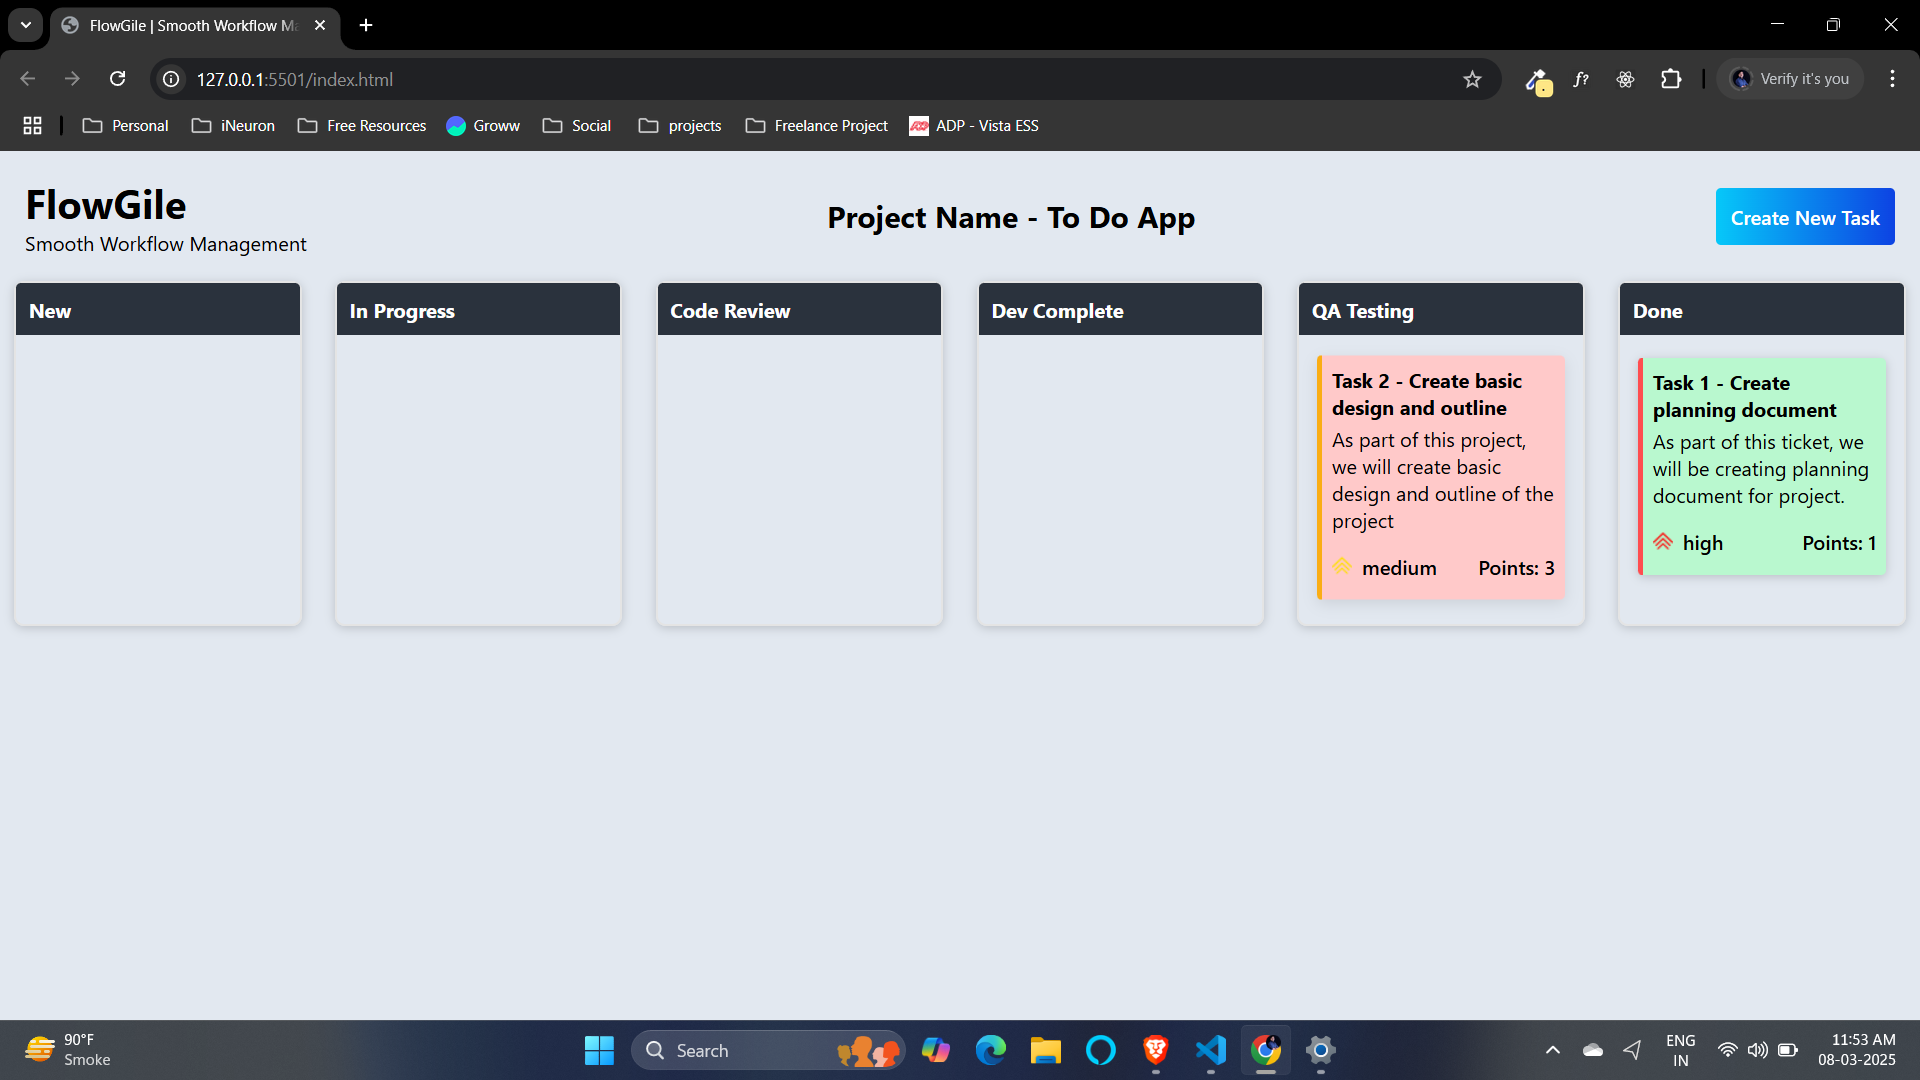 FlowGile | Smooth Workflow Ma
127.0.0.1:5501/index.html
f?
Verify it's you
Personal
iNeuron
Free Resources
Groww
Social
projects
Freelance Project
ADP - Vista ESS
FlowGile
Smooth Workflow Management
Project Name - To Do App
Create New Task
New
In Progress
Code Review
Dev Complete
QA Testing
Done
Task 2 - Create basic
design and outline
As part of this project,
we will create basic
design and outline of the
project
medium
Points: 3
Task 1 - Create
planning document
As part of this ticket, we
will be creating planning
document for project.
high
Points: 1
90°F
Smoke
Search
ENG
IN
11:53 AM
08-03-2025